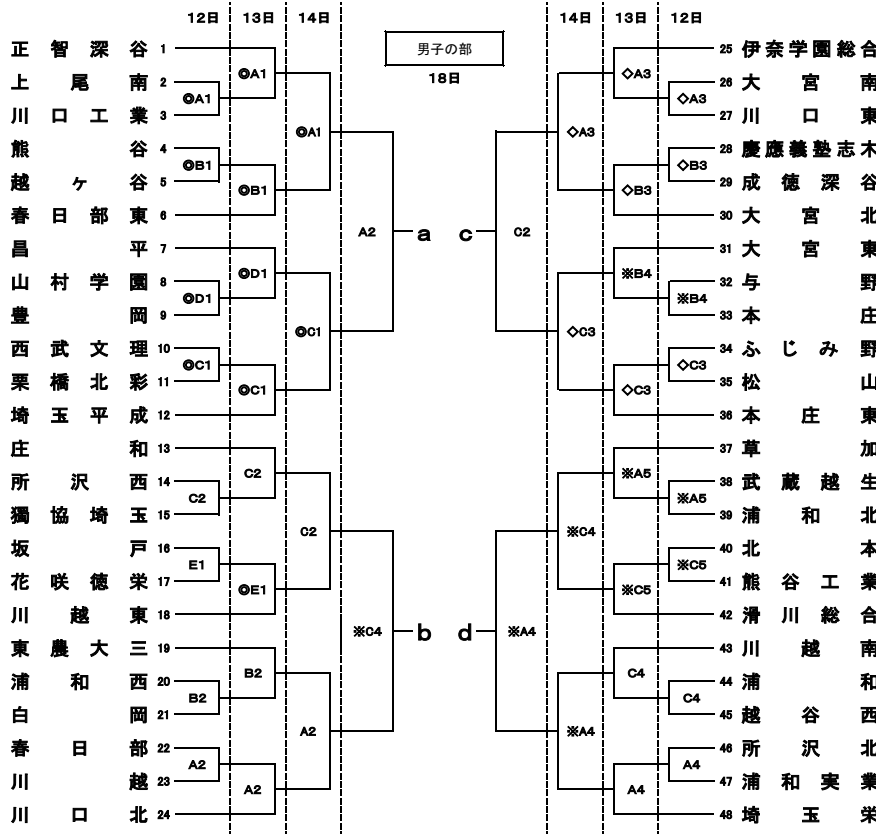 12日 13日 14日
男子の部
18日
14日 13日 12日
正智深谷 1
上尾南 2
川口工業 3
熊谷 4
越ヶ谷 5
春日部東 6
昌平 7
山村学園 8
豊岡 9
西武文理 10
栗橋北彩 11
埼玉平成 12
庄和 13
所沢西 14
獨協埼玉 15
坂戸 16
花咲徳栄 17
川越東 18
東農大三 19
浦和西 20
白岡 21
春日部 22
川越 23
川口北 24
◎A1
◎B1
◎D1
◎C1
C2
E1
B2
A2
◎A1
◎B1
◎D1
◎C1
C2
◎E1
B2
A2
◎A1
◎C1
C2
A2
A2
※C4
a
b
c
d
C2
※A4
◇A3
◇C3
※C4
※A4
◇A3
◇B3
※B4
◇C3
※A5
※C5
C4
A4
◇A3
◇B3
※B4
◇C3
※A5
※C5
C4
A4
25 伊奈学園総合
26 大宮南
27 川口東
28 慶應義塾志木
29 成徳深谷
30 大宮北
31 大宮東
32 与野
33 本庄
34 ふじみ野
35 松山
36 本庄東
37 草加
38 武蔵越生
39 浦和北
40 北本
41 熊谷工業
42 滑川総合
43 川越南
44 浦和
45 越谷西
46 所沢北
47 浦和実業
48 埼玉栄